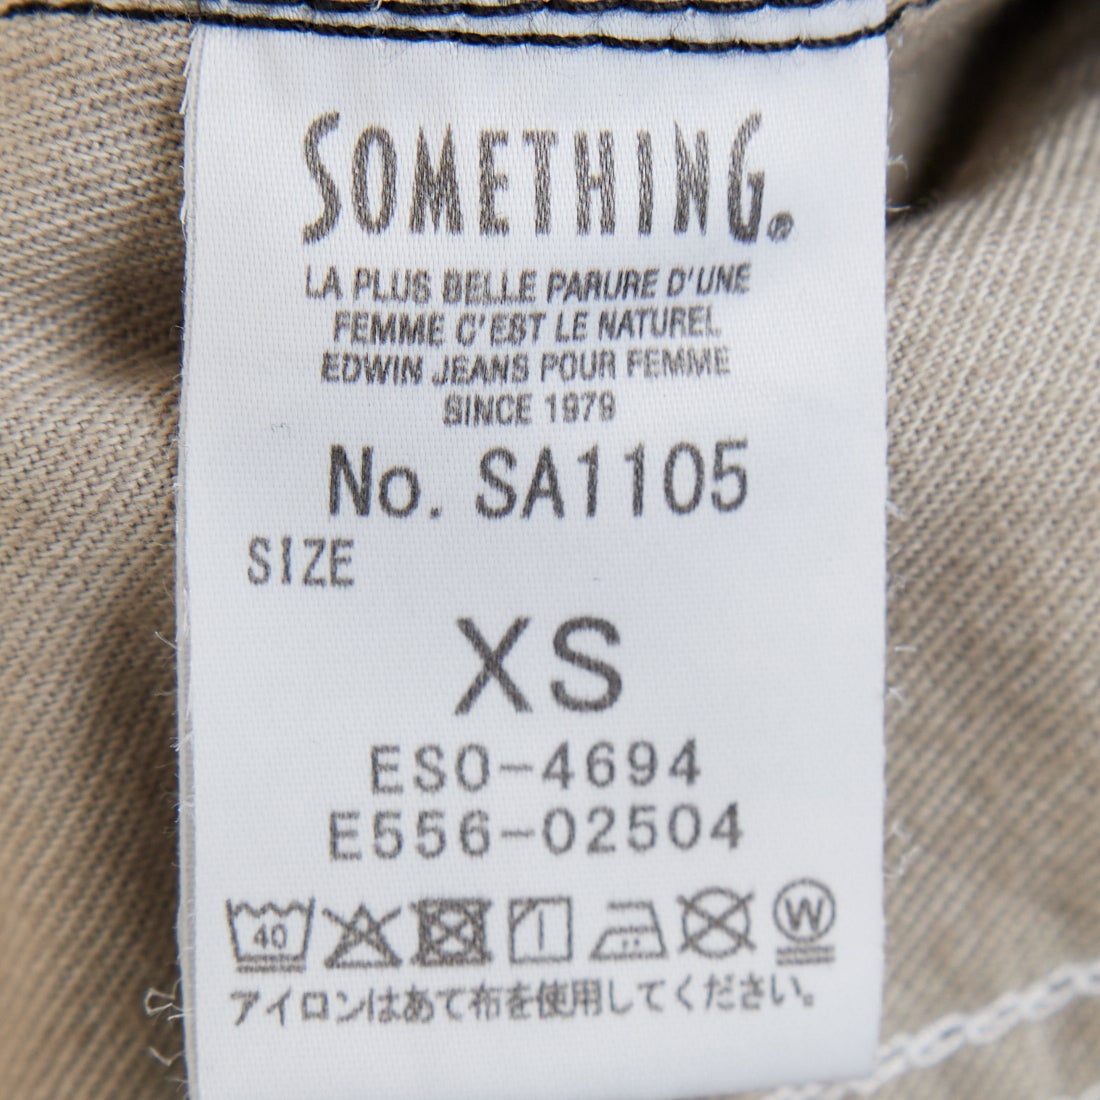 SOMETHING®
LA PLUS BELLE PARURE D'UNE
FEMME C'EST LE NATUREL
EDWIN JEANS POUR FEMME
SINCE 1979
No. SA1105
SIZE
XS
ESO-4694
E556-02504
40 W
アイロンはあて布を使用してください。